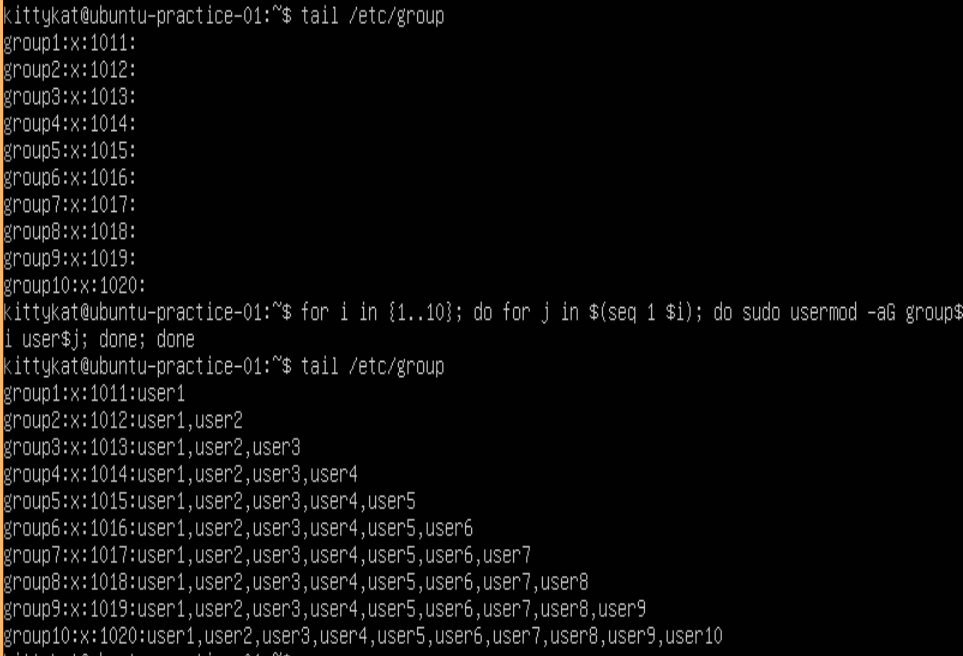 kittykat@ubuntu-practice-01:~$ tail /etc/group
group1:x:1011:
group2:x:1012:
group3:x:1013:
group4:x:1014:
group5:x:1015:
group6:x:1016:
group7:x:1017:
group8:x:1018:
group9:x:1019:
group10:x:1020:
kittykat@ubuntu-practice-01:~$ for i in {1..10}; do for j in $(seq 1 $i); do sudo usermod -aG group$
i user$j; done; done
kittykat@ubuntu-practice-01:~$ tail /etc/group
group1:x:1011:user1
group2:x:1012:user1,user2
group3:x:1013:user1,user2,user3
group4:x:1014:user1,user2,user3,user4
group5:x:1015:user1,user2,user3,user4,user5
group6:x:1016:user1,user2,user3,user4,user5,user6
group7:x:1017:user1,user2,user3,user4,user5,user6,user7
group8:x:1018:user1,user2,user3,user4,user5,user6,user7,user8
group9:x:1019:user1,user2,user3,user4,user5,user6,user7,user8,user9
group10:x:1020:user1,user2,user3,user4,user5,user6,user7,user8,user9,user10